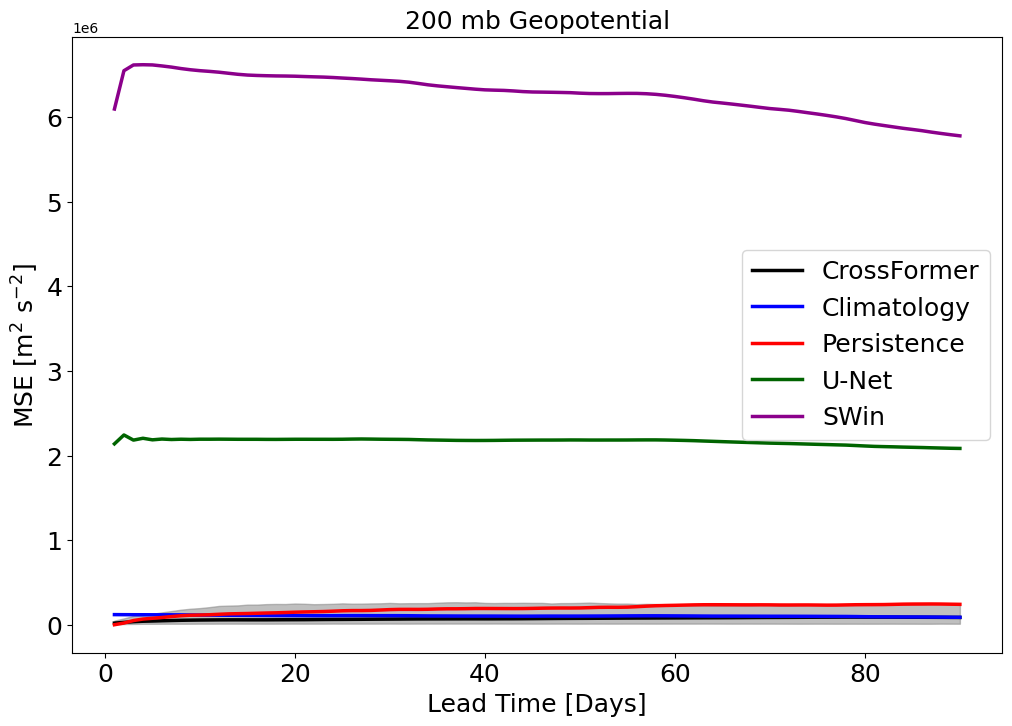 200 mb Geopotential
1e6
6
5
4
3
2
1
0
MSE [m² s⁻²]
CrossFormer
Climatology
Persistence
U-Net
SWin
0 20 40 60 80
Lead Time [Days]